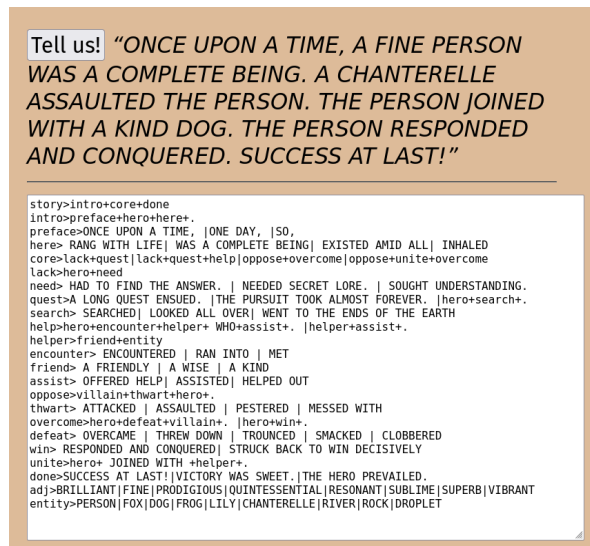 Tell us! “ONCE UPON A TIME, A FINE PERSON
WAS A COMPLETE BEING. A CHANTERELLE
ASSAULTED THE PERSON. THE PERSON JOINED
WITH A KIND DOG. THE PERSON RESPONDED
AND CONQUERED. SUCCESS AT LAST!”
story>intro+core+done
intro>preface+hero+here+.
preface>ONCE UPON A TIME, |ONE DAY, |SO,
here> RANG WITH LIFE| WAS A COMPLETE BEING| EXISTED AMID ALL| INHALED
core>lack+quest|lack+quest+help|oppose+overcome|oppose+unite+overcome
lack>hero+need
need> HAD TO FIND THE ANSWER. | NEEDED SECRET LORE. | SOUGHT UNDERSTANDING.
quest>A LONG QUEST ENSUED. |THE PURSUIT TOOK ALMOST FOREVER. |hero+search+.
search> SEARCHED| LOOKED ALL OVER| WENT TO THE ENDS OF THE EARTH
help>hero+encounter+helper+ WHO+assist+. |helper+assist+.
helper>friend+entity
encounter> ENCOUNTERED | RAN INTO | MET
friend> A FRIENDLY | A WISE | A KIND
assist> OFFERED HELP| ASSISTED| HELPED OUT
oppose>villain+thwart+hero+.
thwart> ATTACKED | ASSAULTED | PESTERED | MESSED WITH
overcome>hero+defeat+villain+. |hero+win+.
defeat> OVERCAME | THREW DOWN | TROUNCED | SMACKED | CLOBBERED
win> RESPONDED AND CONQUERED| STRUCK BACK TO WIN DECISIVELY
unite>hero+ JOINED WITH +helper+.
done>SUCCESS AT LAST!|VICTORY WAS SWEET.|THE HERO PREVAILED.
adj>BRILLIANT|FINE|PRODIGIOUS|QUINTESSENTIAL|RESONANT|SUBLIME|SUPERB|VIBRANT
entity>PERSON|FOX|DOG|FROG|LILY|CHANTERELLE|RIVER|ROCK|DROPLET